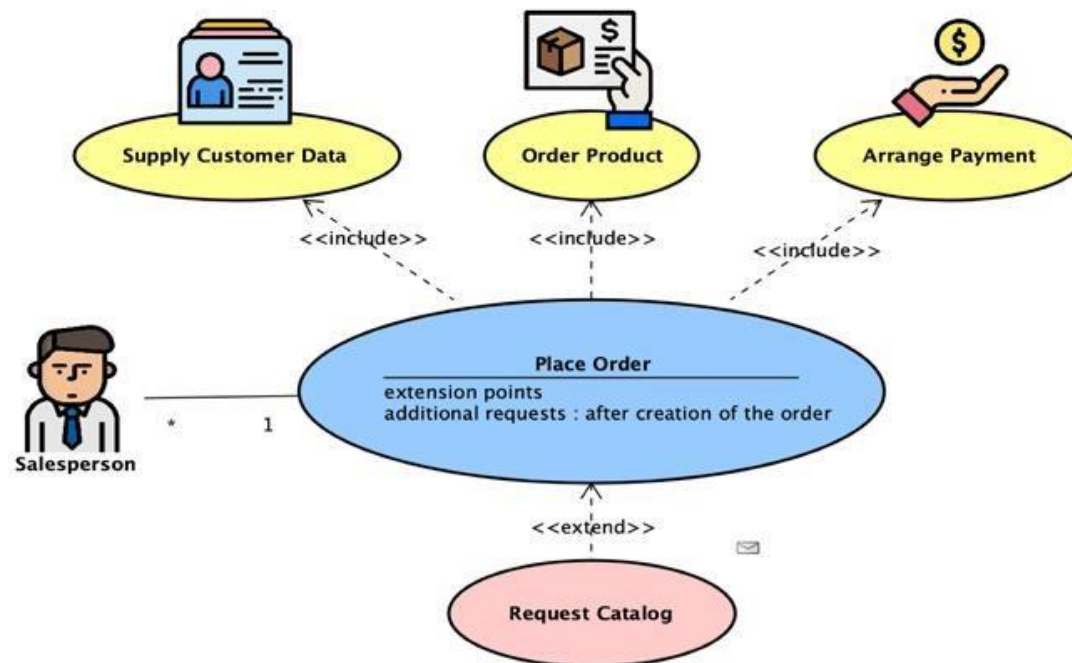 $
$
Supply Customer Data
Order Product
Arrange Payment
<<include>>
<<include>>
<<include>>
Place Order
extension points
additional requests : after creation of the order
*
1
Salesperson
<<extend>>
Request Catalog